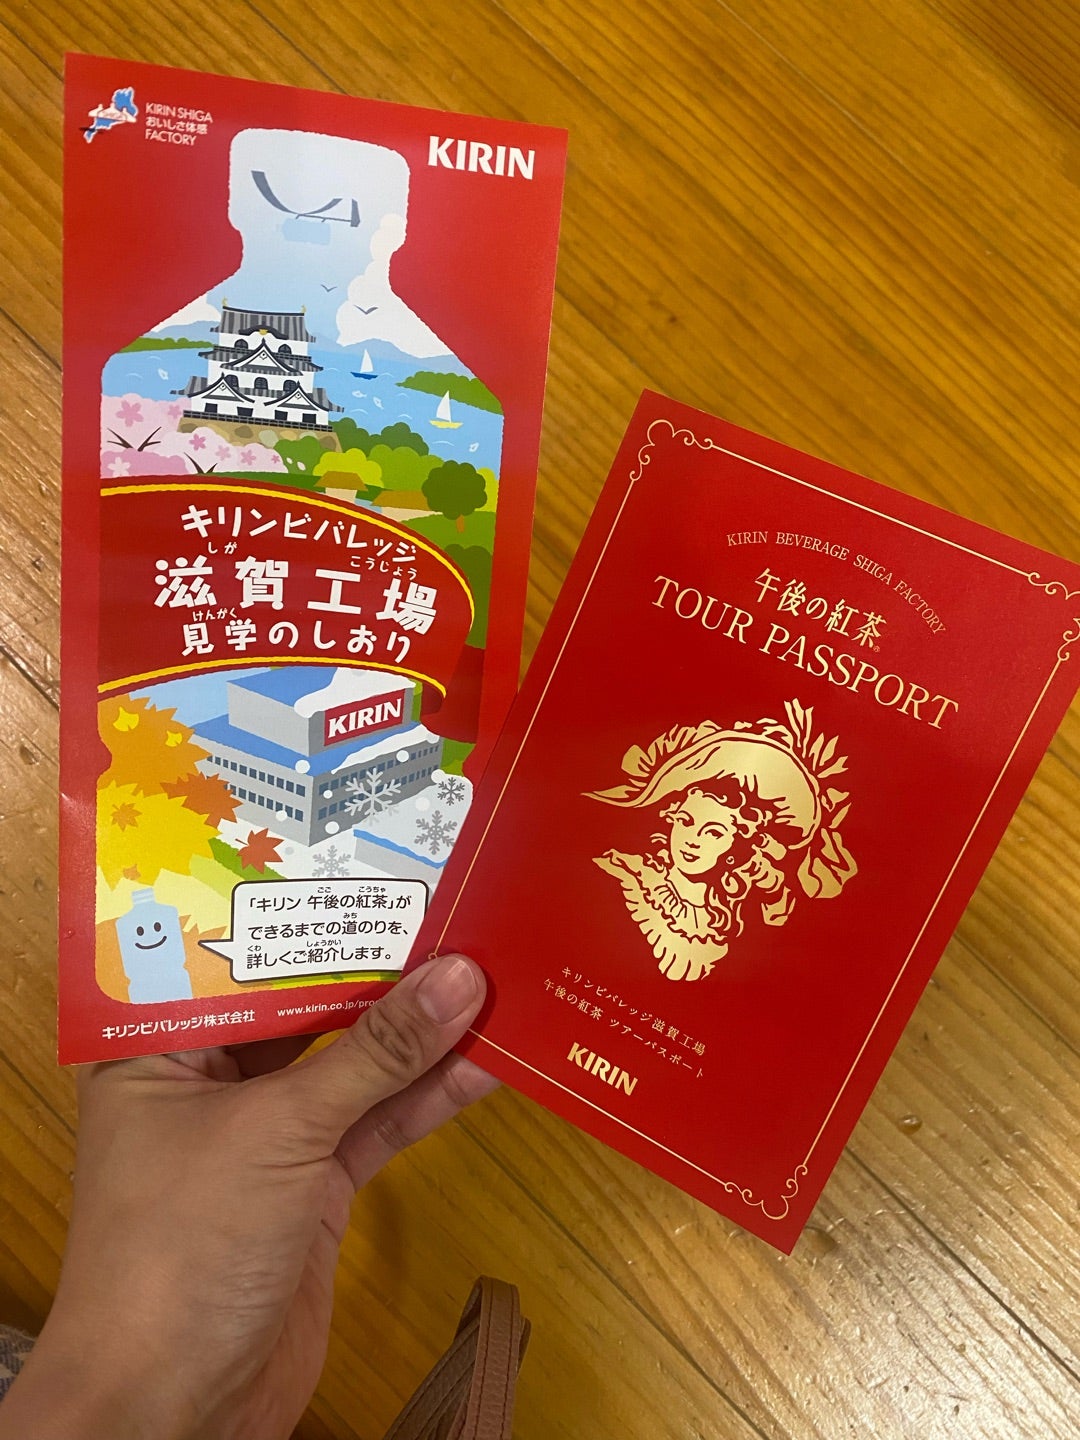 KIRIN SHIGA
おいしさ体感
FACTORY
KIRIN
キリンビバレッジ
しが こうじょう
滋賀工場
けんがく
見学のしおり
KIRIN
ごご こうちゃ
「キリン 午後の紅茶」が
みち
できるまでの道のりを、
くわ しょうかい
詳しくご紹介します。
キリンビバレッジ株式会社
www.kirin.co.jp/pro
KIRIN BEVERAGE SHIGA FACTORY
午後の紅茶®
TOUR PASSPORT
キリンビバレッジ滋賀工場
午後の紅茶 ツアーパスポート
KIRIN